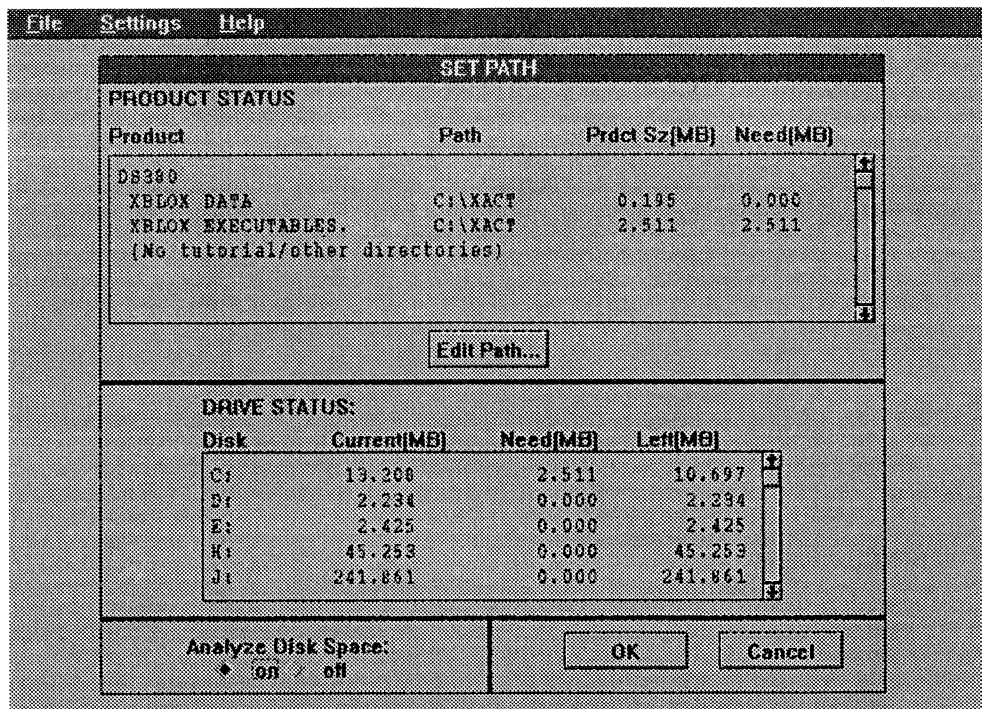 File Settings Help
SET PATH
PRODUCT STATUS
Product Path Prdct Sz(MB) Need(MB)
DS380
XBLOX DATA C:\XACT 0.195 0.000
XBLOX EXECUTABLES. C:\XACT 2.511 2.511
(No tutorial/other directories)
Edit Path...
DRIVE STATUS:
Disk Current(MB) Need(MB) Left(MB)
C: 13.208 2.511 10.697
D: 2.234 0.000 2.234
E: 2.425 0.000 2.425
H: 45.253 0.000 45.253
J: 241.861 0.000 241.861
Analyze Disk Space:
on off
OK Cancel